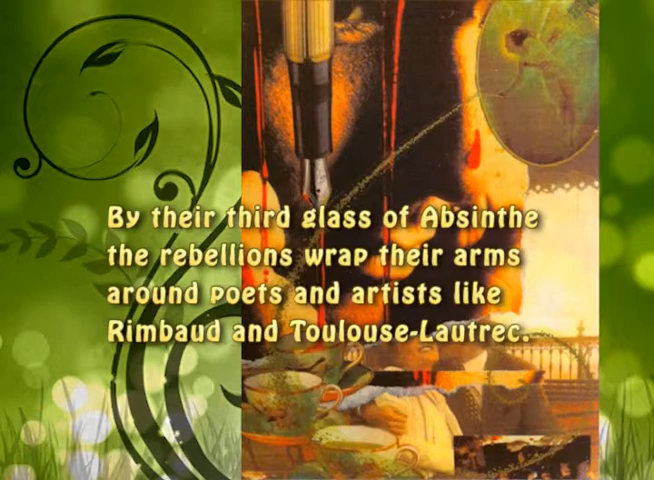 By their third glass of Absinthe
the rebellions wrap their arms
around poets and artists like
Rimbaud and Toulouse-Lautrec.